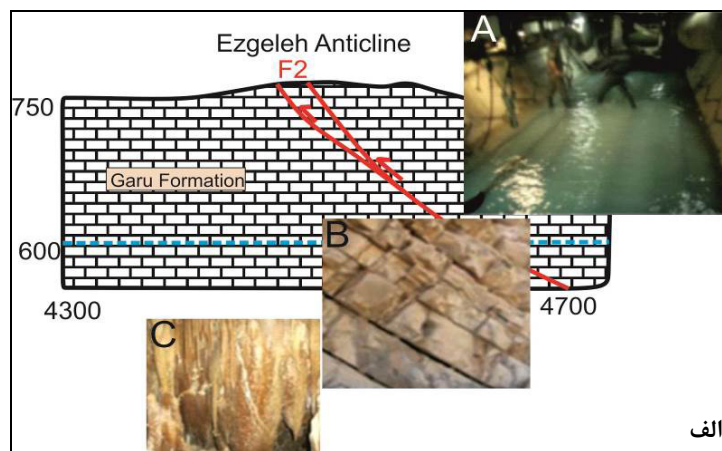 Ezgeleh Anticline
F2
A
750
Garu Formation
B
600
4300
4700
C
الف